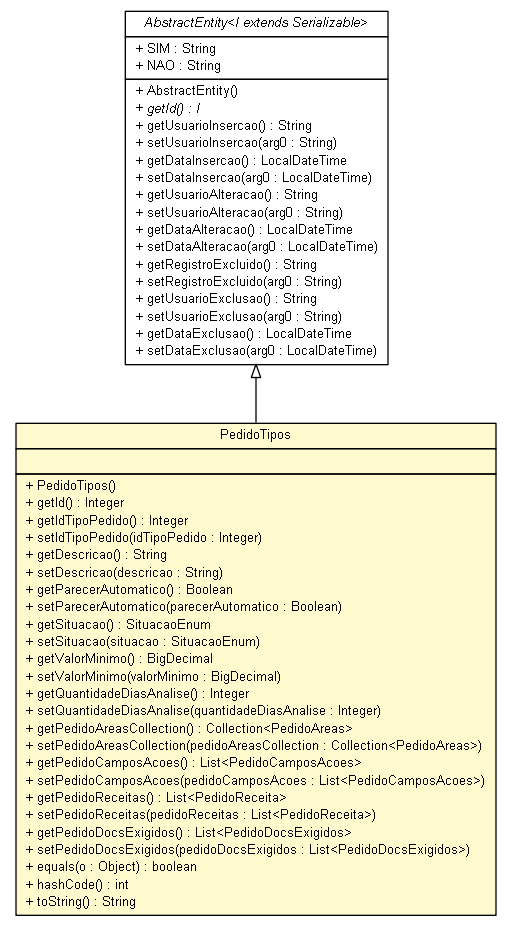 AbstractEntity<I extends Serializable>
+ SIM : String
+ NAO : String
+ AbstractEntity()
+ getId() : I
+ getUsuarioInsercao() : String
+ setUsuarioInsercao(arg0 : String)
+ getDataInsercao() : LocalDateTime
+ setDataInsercao(arg0 : LocalDateTime)
+ getUsuarioAlteracao() : String
+ setUsuarioAlteracao(arg0 : String)
+ getDataAlteracao() : LocalDateTime
+ setDataAlteracao(arg0 : LocalDateTime)
+ getRegistroExcluido() : String
+ setRegistroExcluido(arg0 : String)
+ getUsuarioExclusao() : String
+ setUsuarioExclusao(arg0 : String)
+ getDataExclusao() : LocalDateTime
+ setDataExclusao(arg0 : LocalDateTime)
PedidoTipos
+ PedidoTipos()
+ getId() : Integer
+ getIdTipoPedido() : Integer
+ setIdTipoPedido(idTipoPedido : Integer)
+ getDescricao() : String
+ setDescricao(descricao : String)
+ getParecerAutomatico() : Boolean
+ setParecerAutomatico(parecerAutomatico : Boolean)
+ getSituacao() : SituacaoEnum
+ setSituacao(situacao : SituacaoEnum)
+ getValorMinimo() : BigDecimal
+ setValorMinimo(valorMinimo : BigDecimal)
+ getQuantidadeDiasAnalise() : Integer
+ setQuantidadeDiasAnalise(quantidadeDiasAnalise : Integer)
+ getPedidoAreasCollection() : Collection<PedidoAreas>
+ setPedidoAreasCollection(pedidoAreasCollection : Collection<PedidoAreas>)
+ getPedidoCamposAcoes() : List<PedidoCamposAcoes>
+ setPedidoCamposAcoes(pedidoCamposAcoes : List<PedidoCamposAcoes>)
+ getPedidoReceitas() : List<PedidoReceita>
+ setPedidoReceitas(pedidoReceitas : List<PedidoReceita>)
+ getPedidoDocsExigidos() : List<PedidoDocsExigidos>
+ setPedidoDocsExigidos(pedidoDocsExigidos : List<PedidoDocsExigidos>)
+ equals(o : Object) : boolean
+ hashCode() : int
+ toString() : String